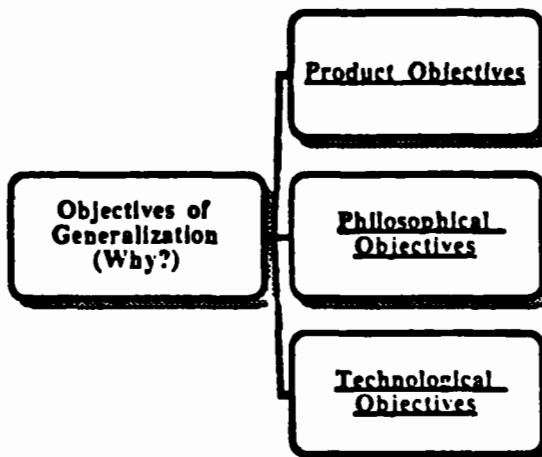 Product Objectives
Objectives of
Generalization
(Why?)
Philosophical
Objectives
Technological
Objectives